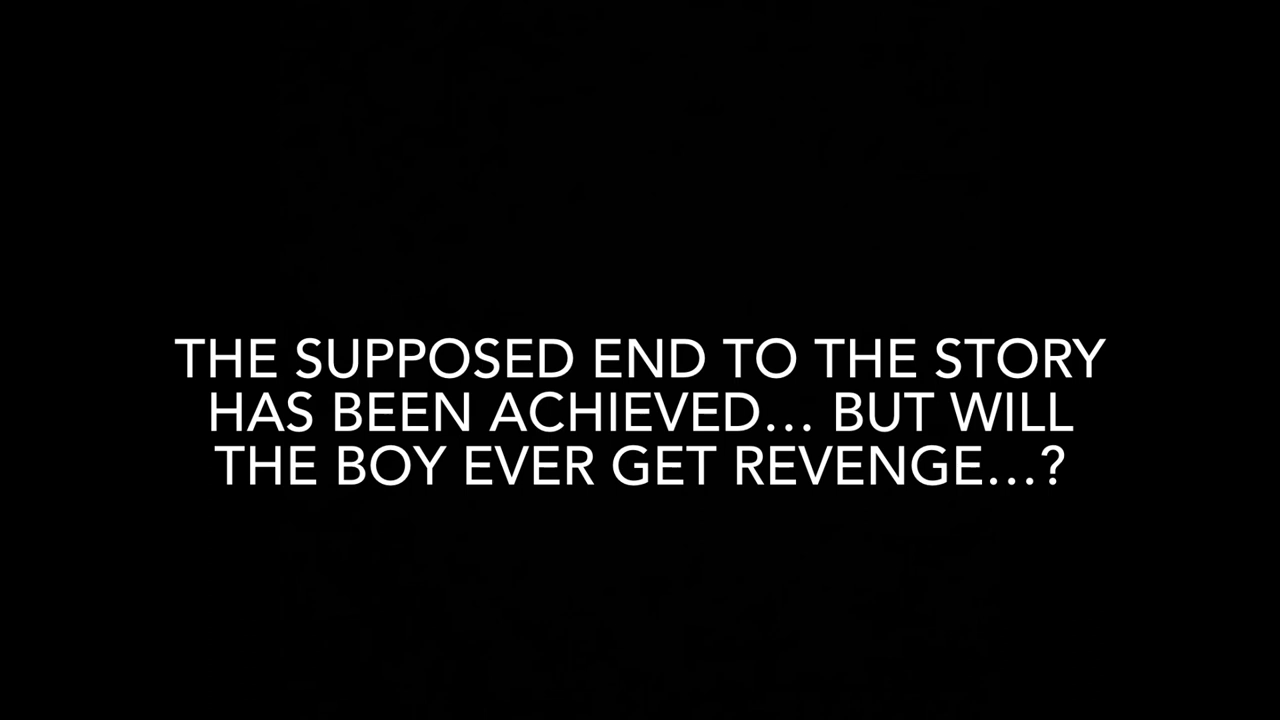 THE SUPPOSED END TO THE STORY
HAS BEEN ACHIEVED... BUT WILL
THE BOY EVER GET REVENGE...?